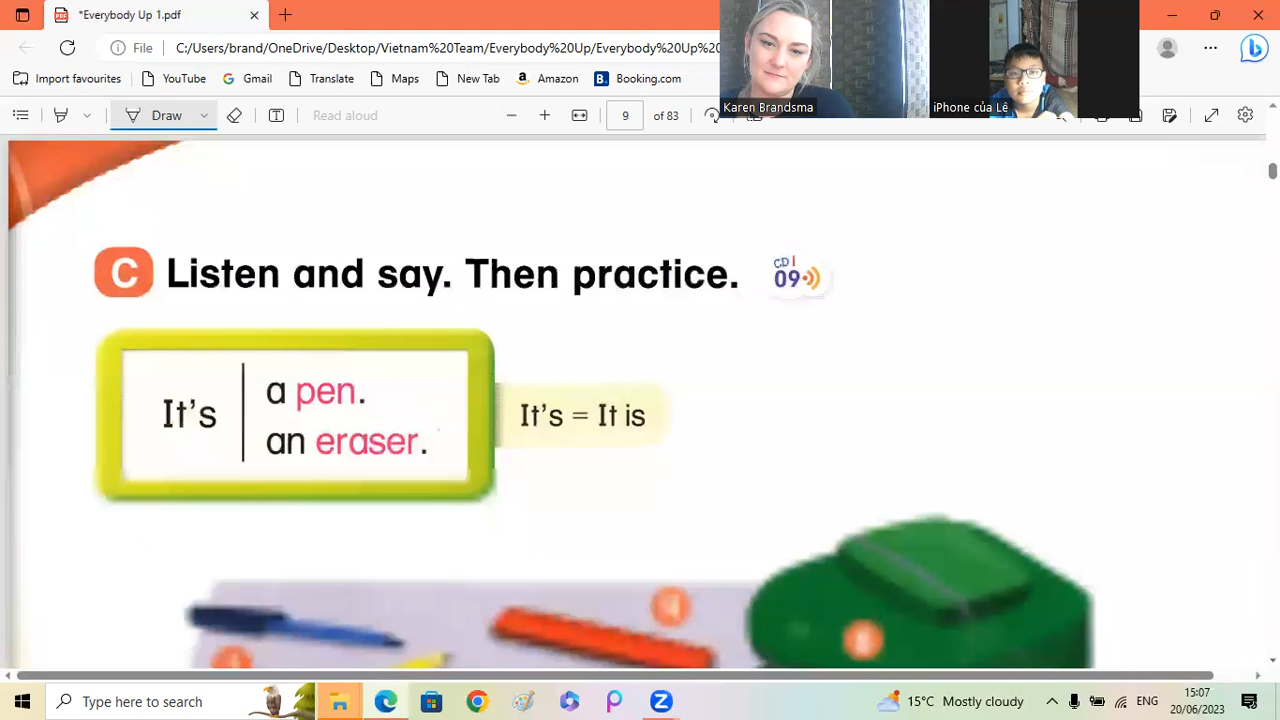 *Everybody Up 1.pdf
File
C:/Users/brand/OneDrive/Desktop/Vietnam%20Team/Everybody%20Up/Everybody%20Up%20
Import favourites
YouTube
Gmail
Translate
Maps
New Tab
Amazon
Booking.com
Draw
Read aloud
9 of 83
Karen Brandsma
iPhone của Lê
C Listen and say. Then practice. CD1 09
It's
a pen.
an eraser.
It's = It is
Type here to search
15°C Mostly cloudy
ENG
15:07
20/06/2023